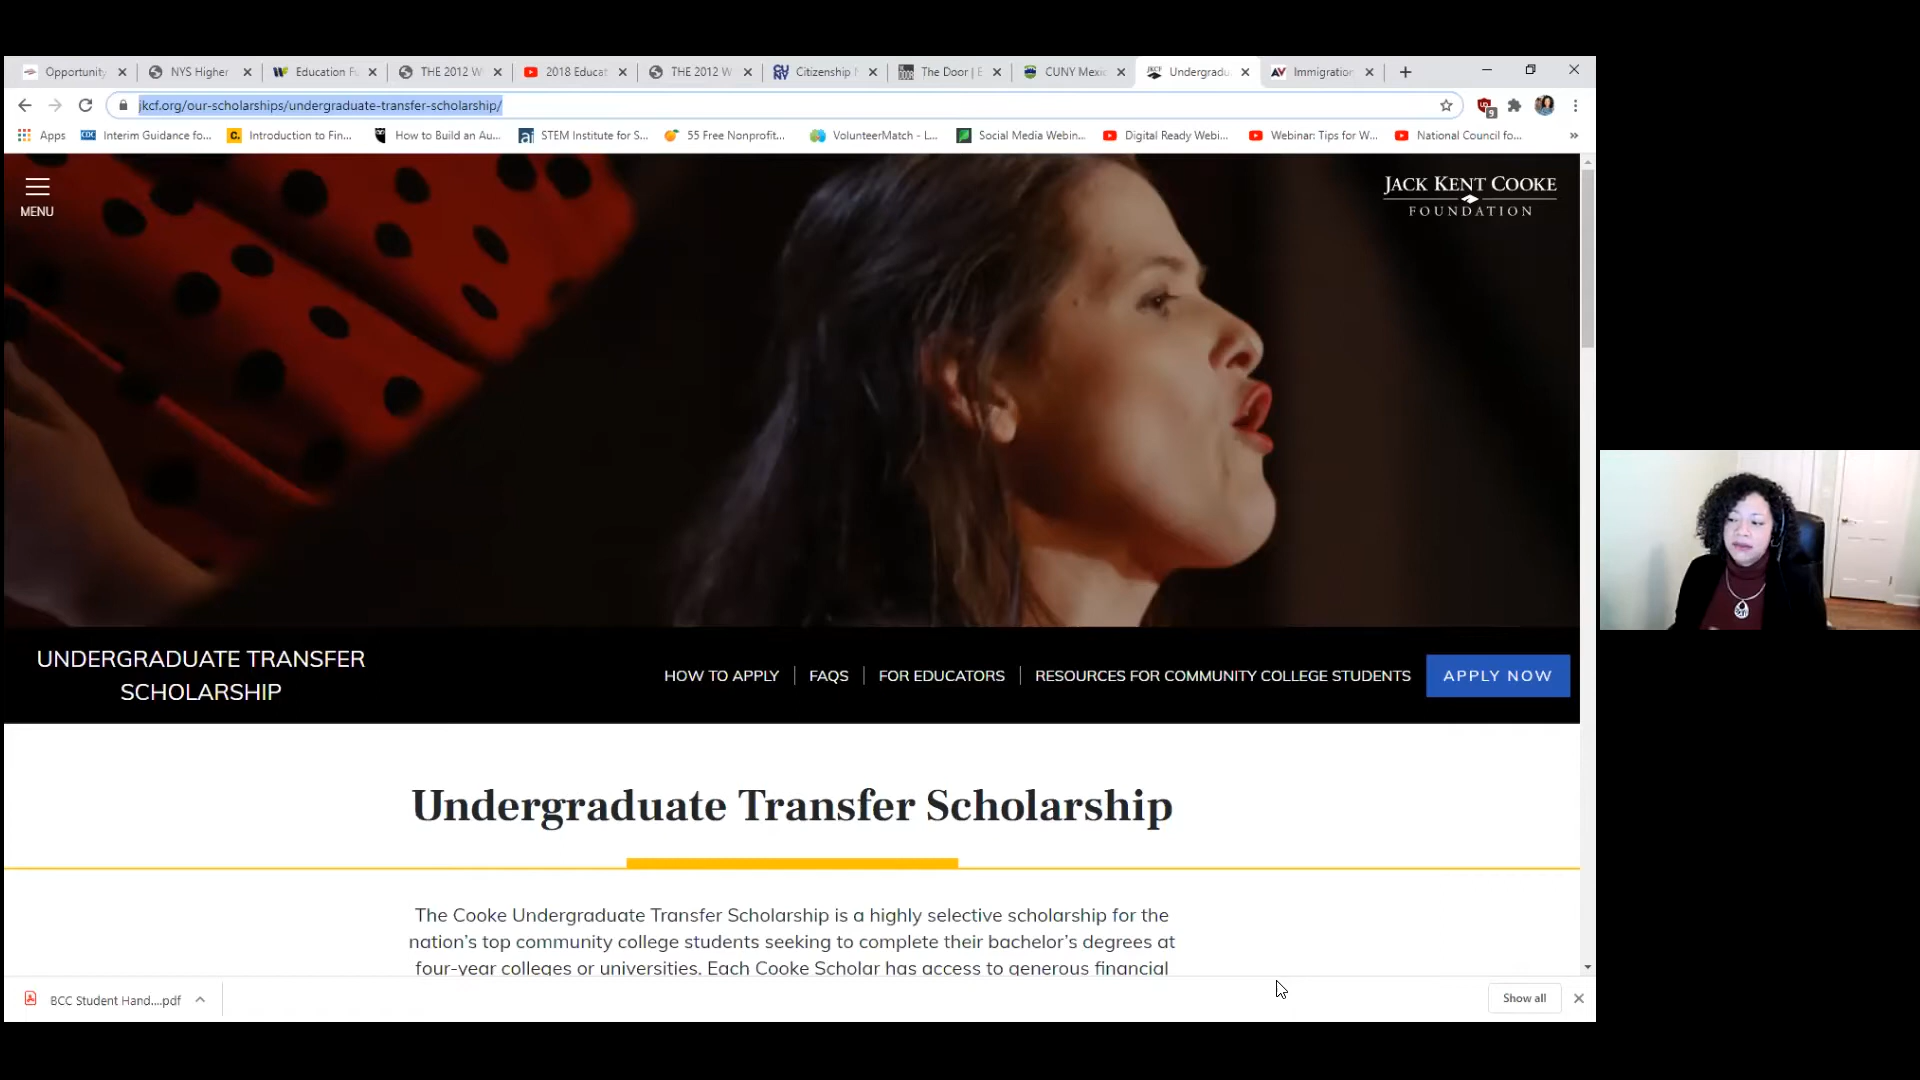 Opportunity
NYS Higher
Education F
THE 2012 W
2018 Educat
THE 2012 W
Citizenship
The Door | E
CUNY Mexic
Undergradu
Immigration
jkcf.org/our-scholarships/undergraduate-transfer-scholarship/
9
Apps
CDC
Interim Guidance fo...
Introduction to Fin...
How to Build an Au...
STEM Institute for S...
55 Free Nonprofit...
VolunteerMatch - L...
Social Media Webin...
Digital Ready Webi...
Webinar: Tips for W...
National Council fo...
MENU
JACK KENT COOKE
FOUNDATION
UNDERGRADUATE TRANSFER
SCHOLARSHIP
HOW TO APPLY
FAQS
FOR EDUCATORS
RESOURCES FOR COMMUNITY COLLEGE STUDENTS
APPLY NOW
Undergraduate Transfer Scholarship
The Cooke Undergraduate Transfer Scholarship is a highly selective scholarship for the
nation's top community college students seeking to complete their bachelor's degrees at
four-year colleges or universities. Each Cooke Scholar has access to generous financial
BCC Student Hand....pdf
Show all